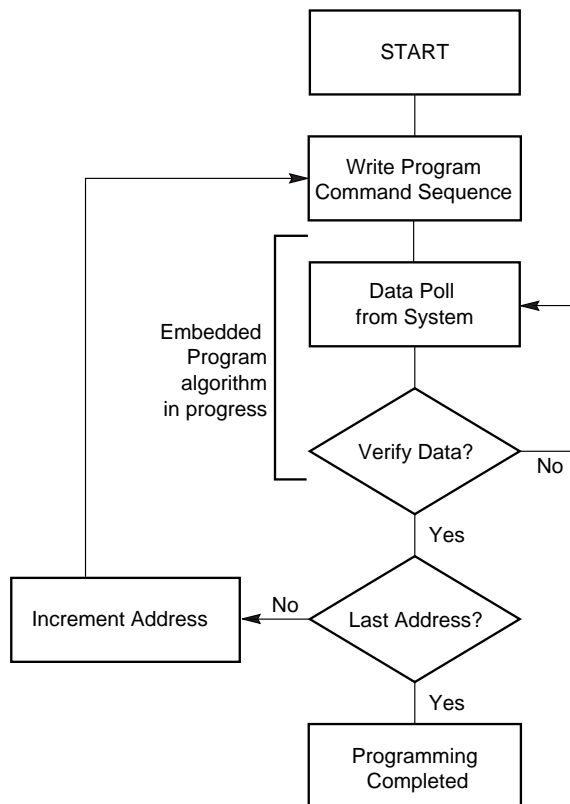 START
Write Program
Command Sequence
Data Poll
from System
Embedded
Program
algorithm
in progress
Verify Data?
No
Yes
Increment Address
No
Last Address?
Yes
Programming
Completed